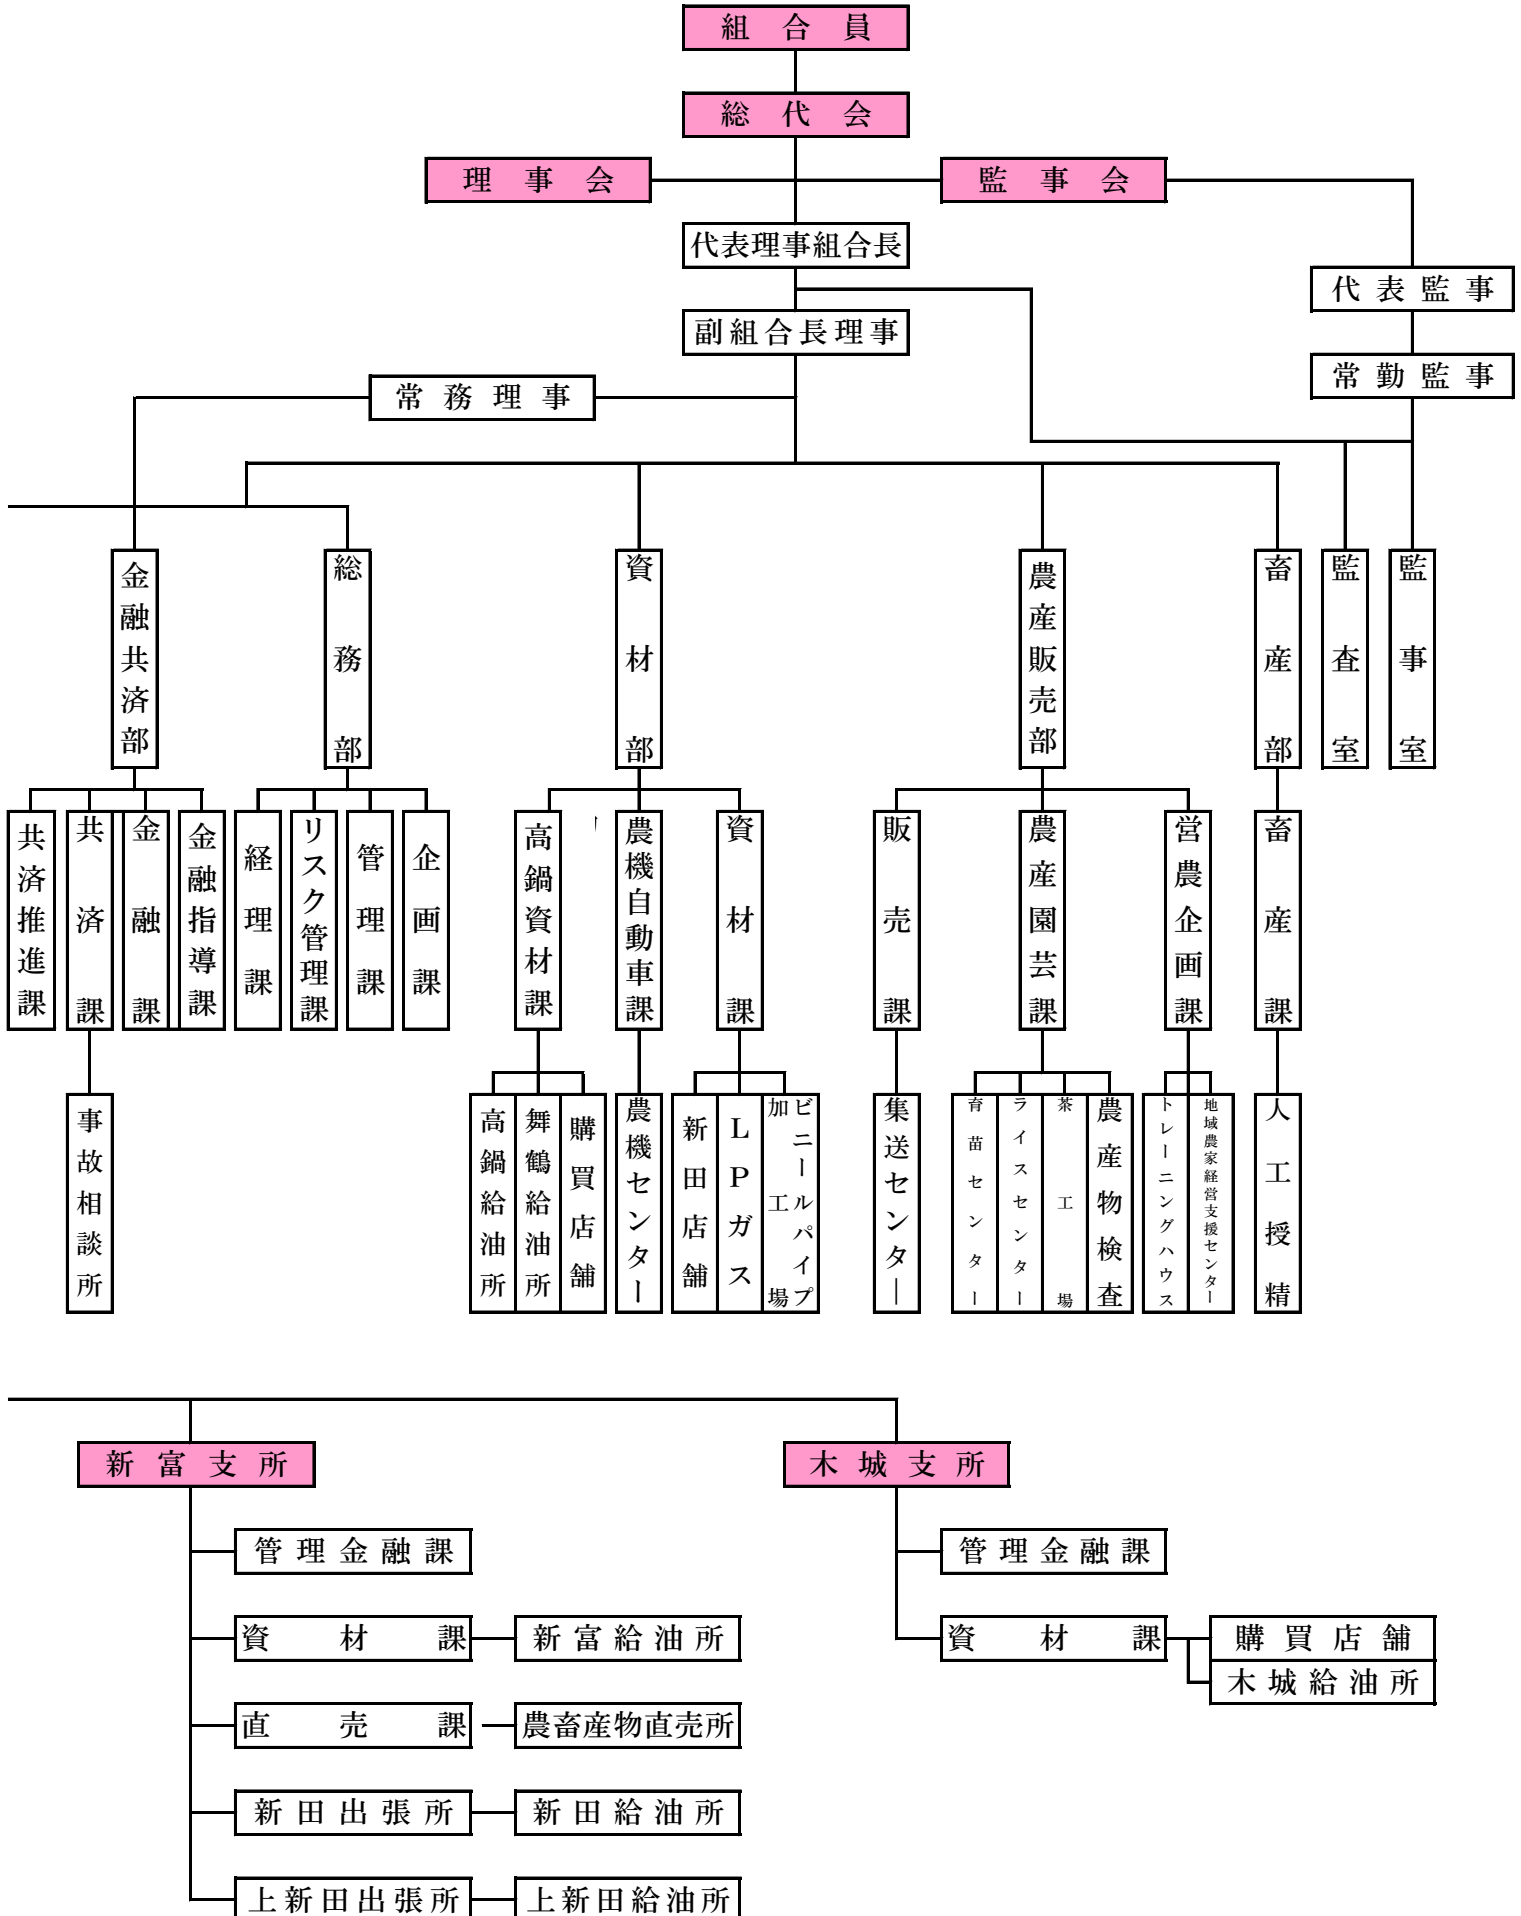 組合員
総代会
理事会
監事会
代表理事組合長
代表監事
副組合長理事
常勤監事
常務理事
金融共済部
総務部
資材部
農産販売部
畜産部
監査室
監事室
共済推進課
共済課
金融課
金融指導課
経理課
リスク管理課
管理課
企画課
高鍋資材課
農機自動車課
資材課
販売課
農産園芸課
営農企画課
畜産課
事故相談所
高鍋給油所
舞鶴給油所
購買店舗
農機センター
新田店舗
LPガス
ビニールパイプ
加工場
集送センター
育苗センター
ライスセンター
茶工場
農産物検査
トレーニングハウス
地域農家経営支援センター
人工授精
新富支所
木城支所
管理金融課
管理金融課
資材課
新富給油所
資材課
購買店舗
木城給油所
直売課
農畜産物直売所
新田出張所
新田給油所
上新田出張所
上新田給油所